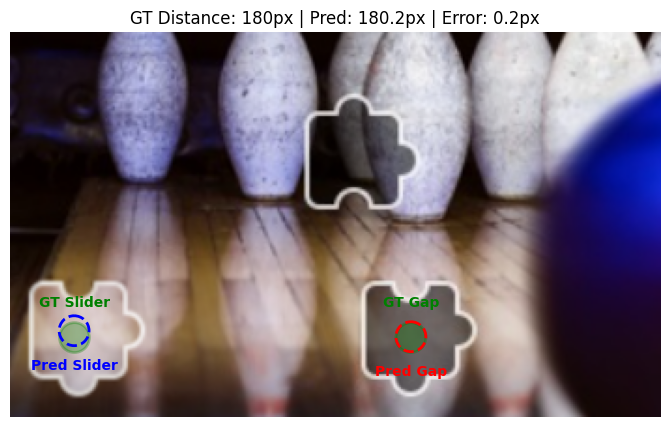 GT Distance: 180px | Pred: 180.2px | Error: 0.2px
GT Slider
GT Gap
Pred Slider
Pred Gap